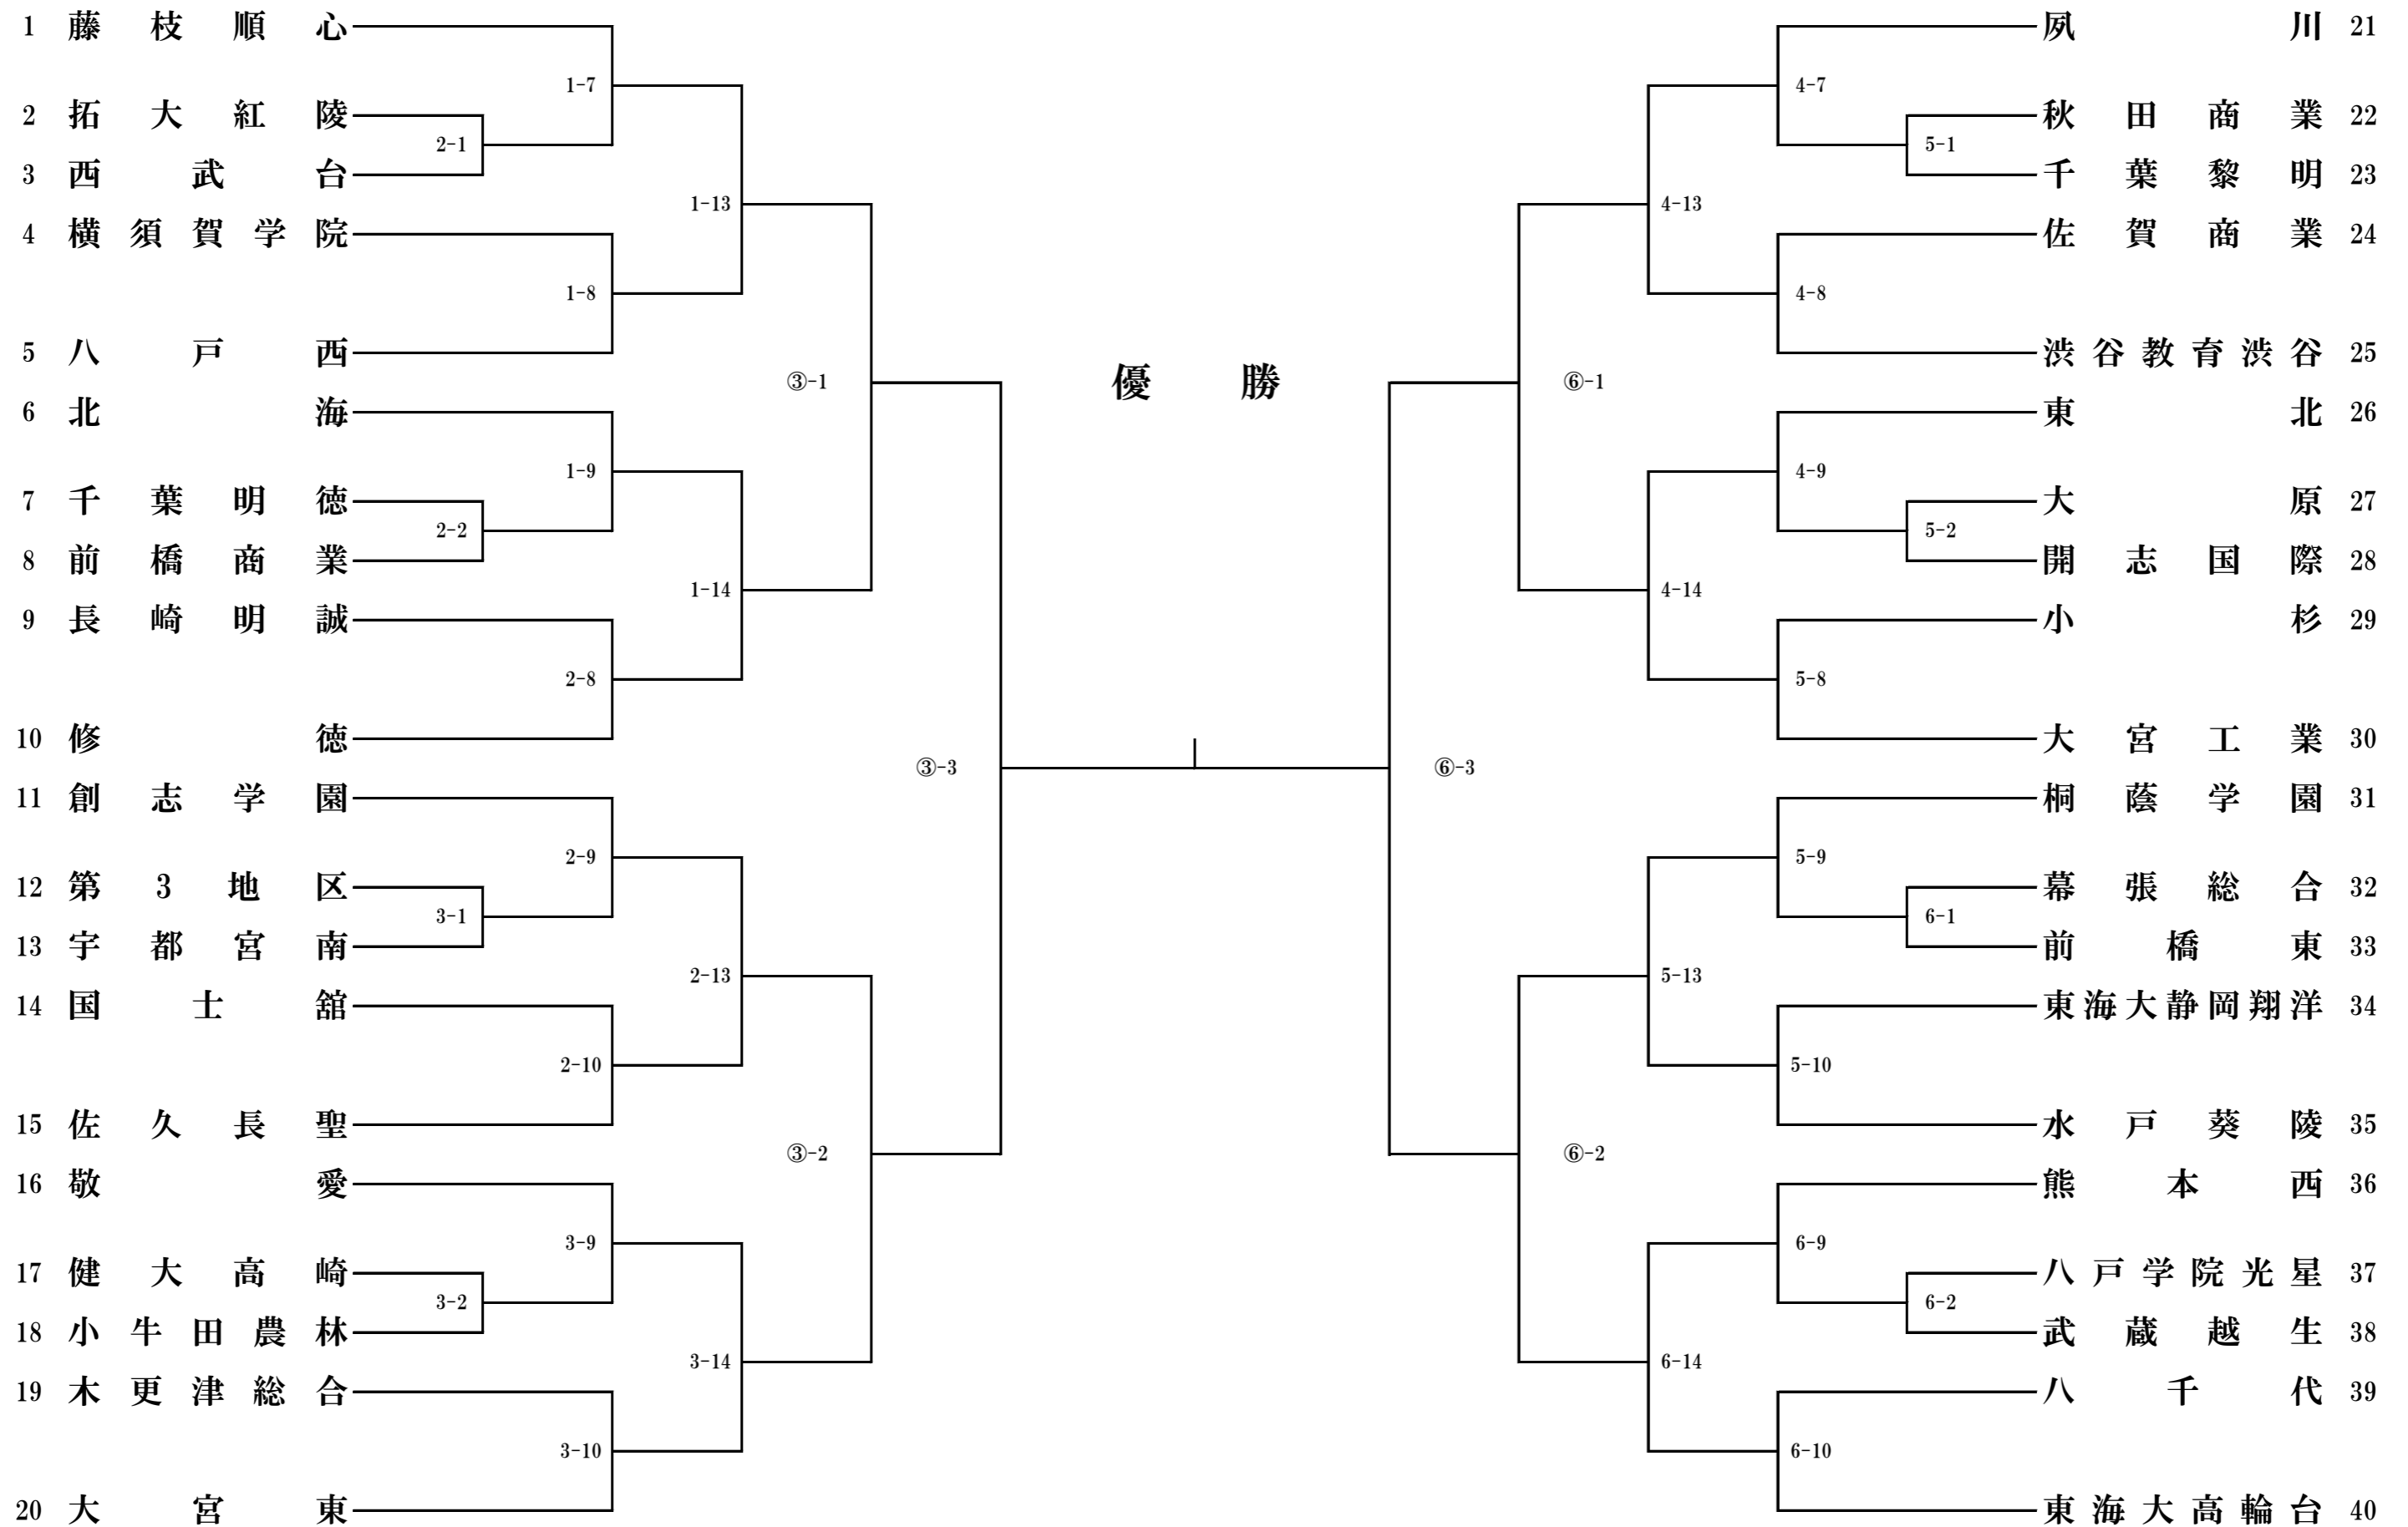 1 藤枝順心
2 拓大紅陵
3 西武台
4 横須賀学院
5 八戸西
6 北海
7 千葉明徳
8 前橋商業
9 長崎明誠
10 修徳
11 創志学園
12 第3地区
13 宇都宮南
14 国士舘
15 佐久長聖
16 敬愛
17 健大高崎
18 小牛田農林
19 木更津総合
20 大宮東
1-7
2-1
1-13
1-8
③-1
1-9
2-2
1-14
2-8
③-3
2-9
3-1
2-13
2-10
③-2
3-9
3-2
3-14
3-10
優勝
4-7
5-1
4-13
4-8
⑥-1
4-9
5-2
4-14
5-8
⑥-3
5-9
6-1
5-13
5-10
⑥-2
6-9
6-2
6-14
6-10
夙川 21
秋田商業 22
千葉黎明 23
佐賀商業 24
渋谷教育渋谷 25
東北 26
大原 27
開志国際 28
小杉 29
大宮工業 30
桐蔭学園 31
幕張総合 32
前橋東 33
東海大静岡翔洋 34
水戸葵陵 35
熊本西 36
八戸学院光星 37
武蔵越生 38
八千代 39
東海大高輪台 40